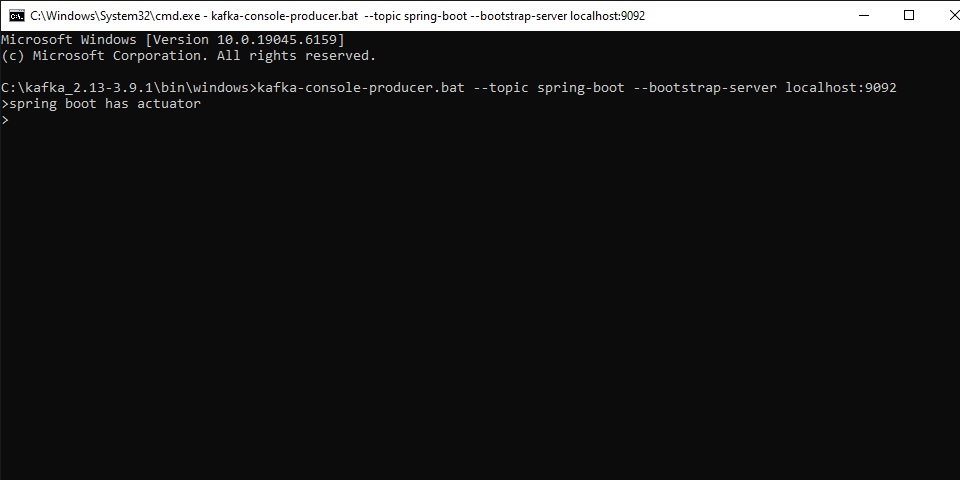 C:\Windows\System32\cmd.exe - kafka-console-producer.bat  --topic spring-boot --bootstrap-server localhost:9092
Microsoft Windows [Version 10.0.19045.6159]
(c) Microsoft Corporation. All rights reserved.
C:\kafka_2.13-3.9.1\bin\windows>kafka-console-producer.bat --topic spring-boot --bootstrap-server localhost:9092
>spring boot has actuator
>